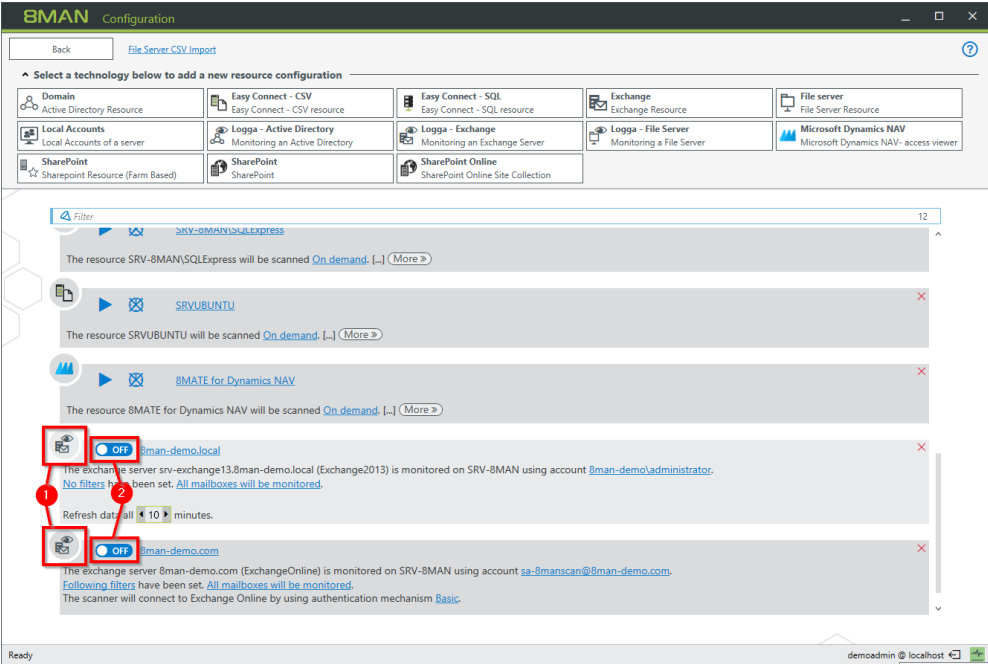 8MAN Configuration
Back File Server CSV Import
Select a technology below to add a new resource configuration
Domain
Active Directory Resource
Easy Connect - CSV
Easy Connect - CSV resource
Easy Connect - SQL
Easy Connect - SQL resource
Exchange
Exchange Resource
File server
File Server Resource
Local Accounts
Local Accounts of a server
Logga - Active Directory
Monitoring an Active Directory
Logga - Exchange
Monitoring an Exchange Server
Logga - File Server
Monitoring a File Server
Microsoft Dynamics NAV
Microsoft Dynamics NAV- access viewer
SharePoint
Sharepoint Resource (Farm Based)
SharePoint
SharePoint
SharePoint Online
SharePoint Online Site Collection
Filter 12
SRV-8MAN\SQLExpress
The resource SRV-8MAN\SQLExpress will be scanned On demand. [...] More »
SRVUBUNTU
The resource SRVUBUNTU will be scanned On demand. [...] More »
8MATE for Dynamics NAV
The resource 8MATE for Dynamics NAV will be scanned On demand. [...] More »
OFF 8man-demo.local
The exchange server srv-exchange13.8man-demo.local (Exchange2013) is monitored on SRV-8MAN using account 8man-demo\administrator.
No filters have been set. All mailboxes will be monitored.
1 2
Refresh data all 10 minutes.
OFF 8man-demo.com
The exchange server 8man-demo.com (ExchangeOnline) is monitored on SRV-8MAN using account sa-8manscan@8man-demo.com.
Following filters have been set. All mailboxes will be monitored.
The scanner will connect to Exchange Online by using authentication mechanism Basic.
Ready demoadmin @ localhost